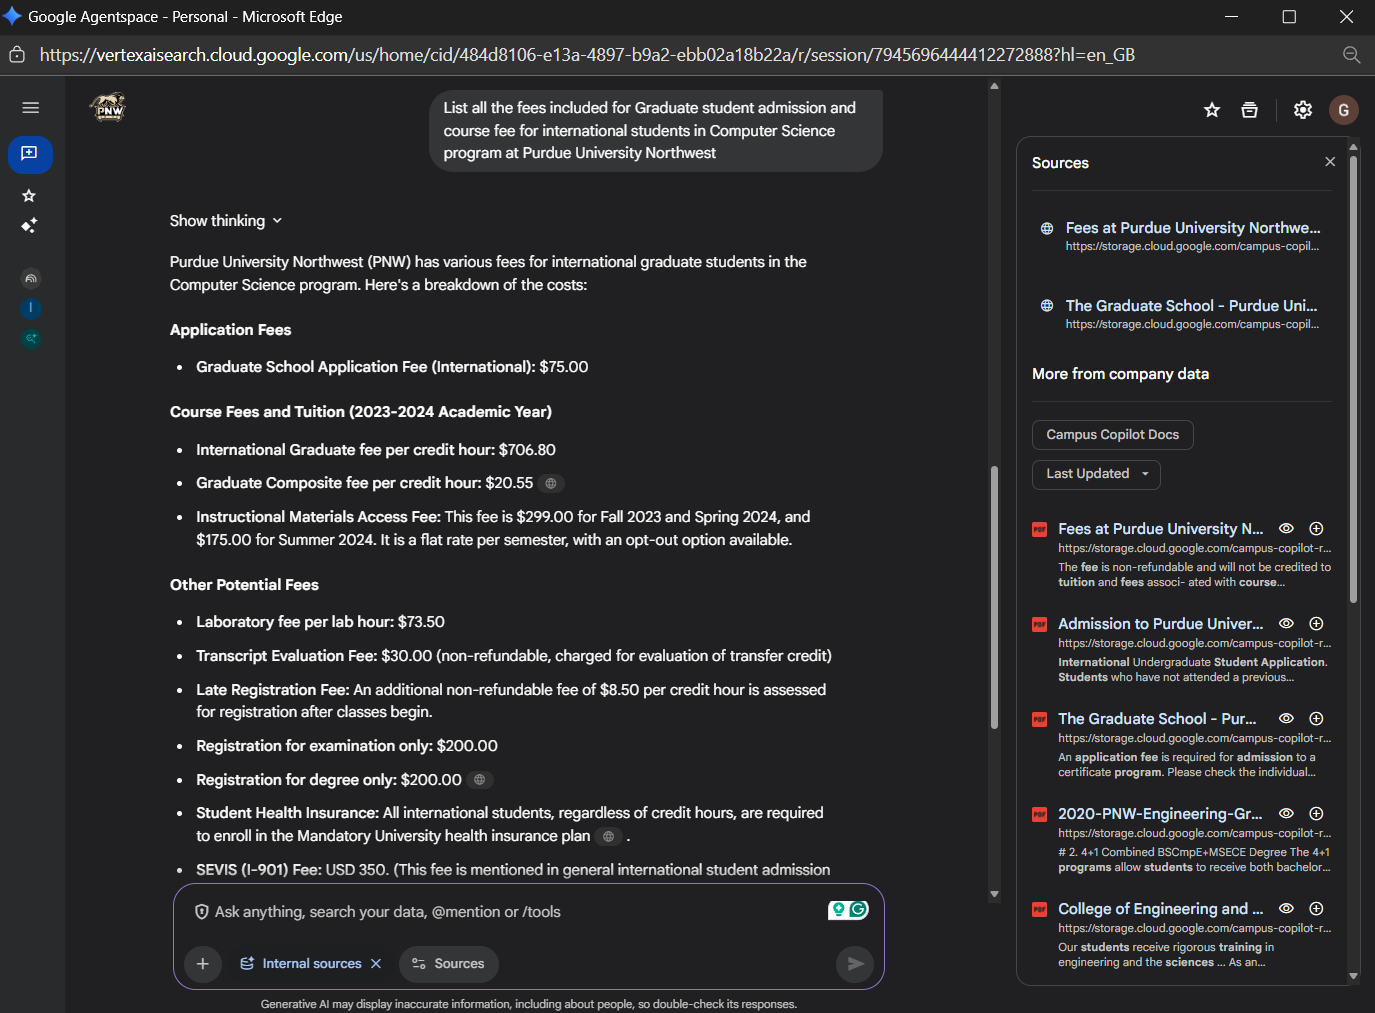 Google Agentspace - Personal - Microsoft Edge
https://vertexaisearch.cloud.google.com/us/home/cid/484d8106-e13a-4897-b9a2-ebb02a18b22a/r/session/7945696444412272888?hl=en_GB
PNW
List all the fees included for Graduate student admission and
course fee for international students in Computer Science
program at Purdue University Northwest
G
I
Show thinking
Purdue University Northwest (PNW) has various fees for international graduate students in the
Computer Science program. Here's a breakdown of the costs:
Application Fees
• Graduate School Application Fee (International): $75.00
Course Fees and Tuition (2023-2024 Academic Year)
• International Graduate fee per credit hour: $706.80
• Graduate Composite fee per credit hour: $20.55
• Instructional Materials Access Fee: This fee is $299.00 for Fall 2023 and Spring 2024, and
$175.00 for Summer 2024. It is a flat rate per semester, with an opt-out option available.
Other Potential Fees
• Laboratory fee per lab hour: $73.50
• Transcript Evaluation Fee: $30.00 (non-refundable, charged for evaluation of transfer credit)
• Late Registration Fee: An additional non-refundable fee of $8.50 per credit hour is assessed
for registration after classes begin.
• Registration for examination only: $200.00
• Registration for degree only: $200.00
• Student Health Insurance: All international students, regardless of credit hours, are required
to enroll in the Mandatory University health insurance plan .
• SEVIS (I-901) Fee: USD 350. (This fee is mentioned in general international student admission
Ask anything, search your data, @mention or /tools
G
Internal sources
Sources
Generative AI may display inaccurate information, including about people, so double-check its responses.
Sources
Fees at Purdue University Northwe...
https://storage.cloud.google.com/campus-copil...
The Graduate School - Purdue Uni...
https://storage.cloud.google.com/campus-copil...
More from company data
Campus Copilot Docs
Last Updated
PDF Fees at Purdue University N...
https://storage.cloud.google.com/campus-copilot-r...
The fee is non-refundable and will not be credited to
tuition and fees associ- ated with course...
PDF Admission to Purdue Univer...
https://storage.cloud.google.com/campus-copilot-r...
International Undergraduate Student Application.
Students who have not attended a previous...
PDF The Graduate School - Pur...
https://storage.cloud.google.com/campus-copilot-r...
An application fee is required for admission to a
certificate program. Please check the individual...
PDF 2020-PNW-Engineering-Gr...
https://storage.cloud.google.com/campus-copilot-r...
# 2. 4+1 Combined BSCmpE+MSECE Degree The 4+1
programs allow students to receive both bachelor...
PDF College of Engineering and ...
https://storage.cloud.google.com/campus-copilot-r...
Our students receive rigorous training in
engineering and the sciences ... As an...